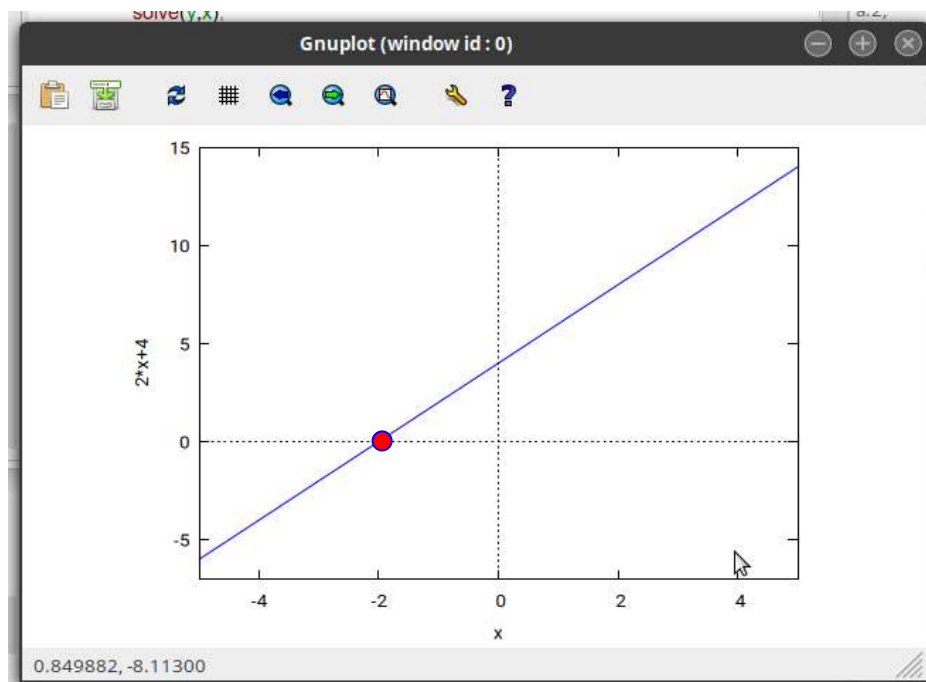 solve(y,x),
a:2,
Gnuplot (window id : 0)
?
15
10
5
0
-5
2*x+4
-4 -2 0 2 4
x
0.849882, -8.11300